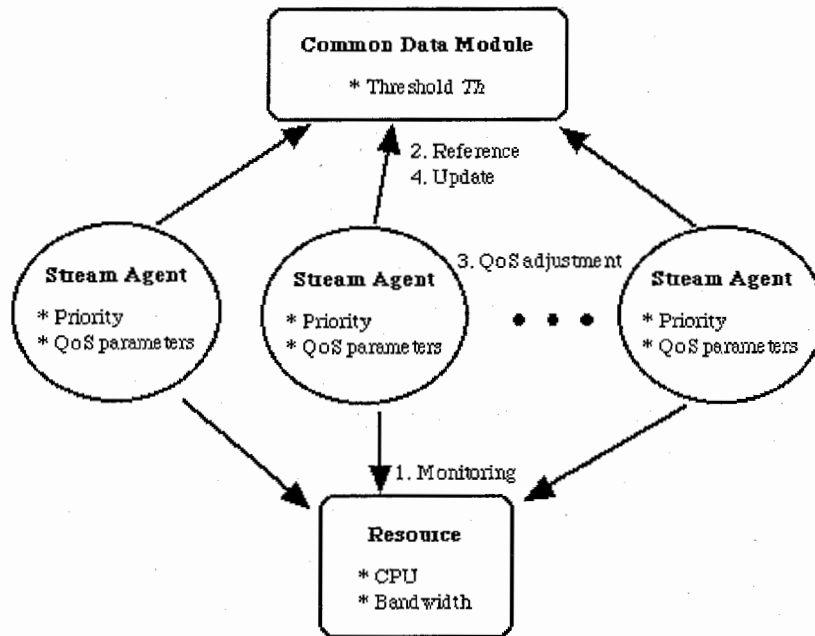 Common Data Module
* Threshold Th
2. Reference
4. Update
Stream Agent
* Priority
* QoS parameters
Stream Agent
* Priority
* QoS parameters
3. QoS adjustment
Stream Agent
* Priority
* QoS parameters
1. Monitoring
Resource
* CPU
* Bandwidth